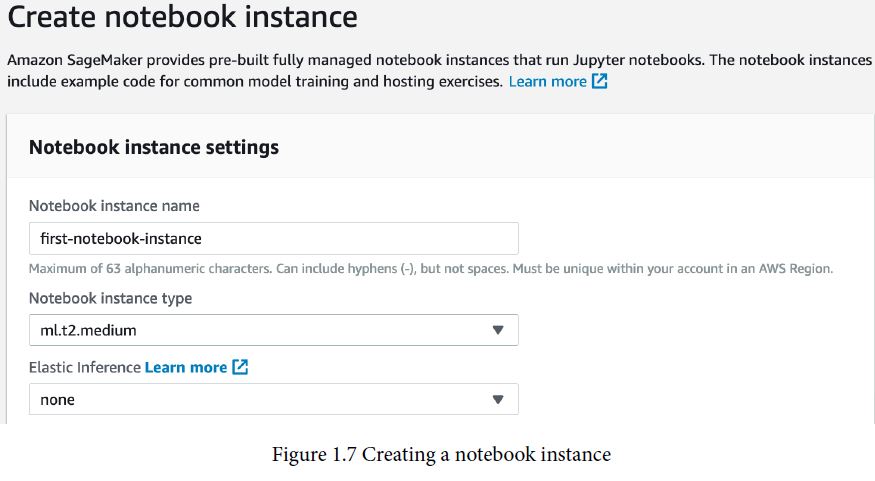 Create notebook instance
Amazon SageMaker provides pre-built fully managed notebook instances that run Jupyter notebooks. The notebook instances
include example code for common model training and hosting exercises. Learn more
Notebook instance settings
Notebook instance name
first-notebook-instance
Maximum of 63 alphanumeric characters. Can include hyphens (-), but not spaces. Must be unique within your account in an AWS Region.
Notebook instance type
ml.t2.medium
Elastic Inference Learn more
none
Figure 1.7 Creating a notebook instance